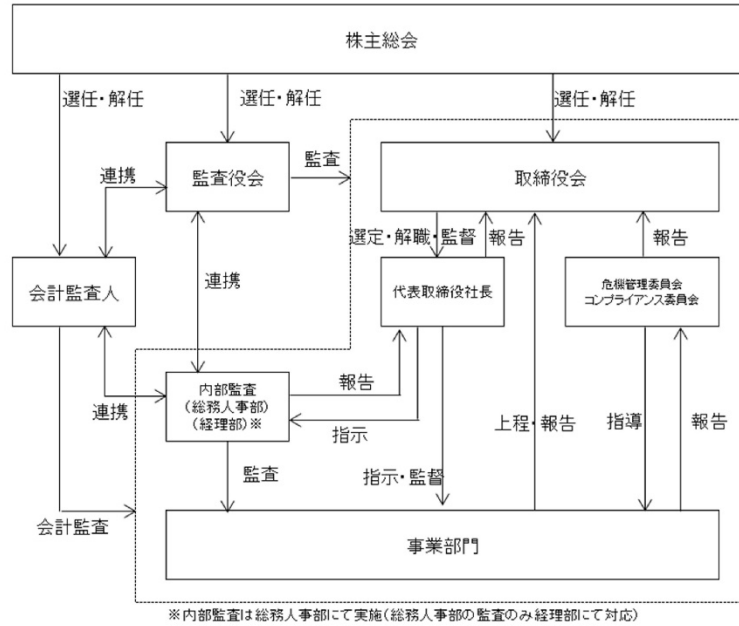 株主総会
選任・解任
選任・解任
選任・解任
監査役会
監査
取締役会
連携
選定・解職・監督
報告
報告
連携
会計監査人
代表取締役社長
危機管理委員会
コンプライアンス委員会
内部監査
(総務人事部)
(経理部)※
報告
連携
指示
上程・報告
指導
報告
監査
指示・監督
会計監査
事業部門
※内部監査は総務人事部にて実施(総務人事部の監査のみ経理部にて対応)